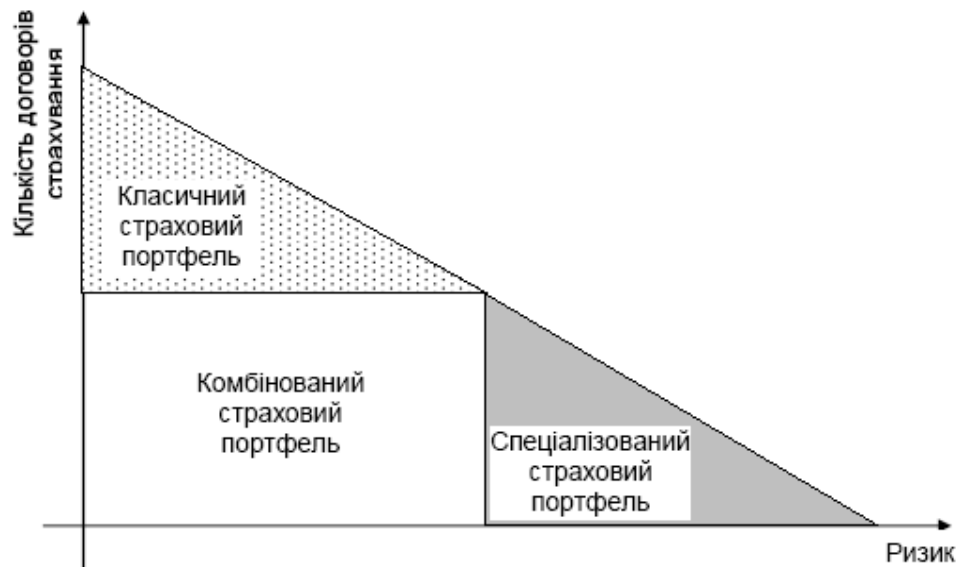 Кількість договорів
страхування
Класичний
страховий
портфель
Комбінований
страховий
портфель
Спеціалізований
страховий
портфель
Ризик